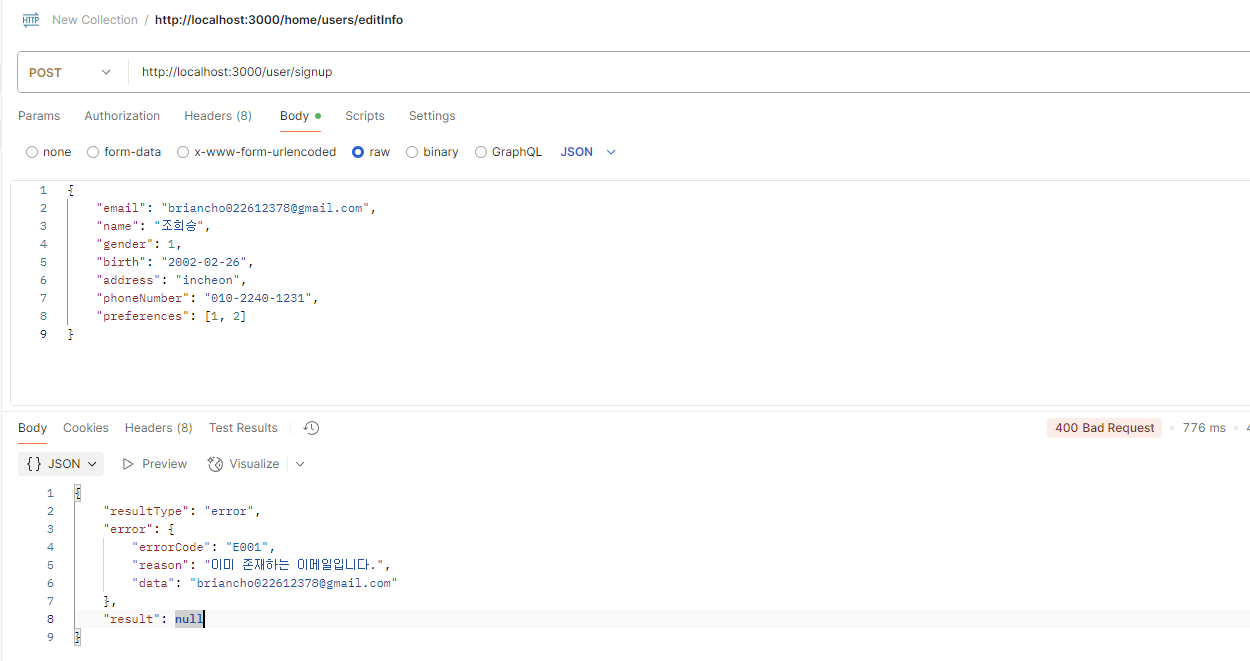 HTTP New Collection / http://localhost:3000/home/users/editInfo
POST http://localhost:3000/user/signup
Params Authorization Headers (8) Body Scripts Settings
none form-data x-www-form-urlencoded raw binary GraphQL JSON
1 {
2 "email": "briancho022612378@gmail.com",
3 "name": "조희승",
4 "gender": 1,
5 "birth": "2002-02-26",
6 "address": "incheon",
7 "phoneNumber": "010-2240-1231",
8 "preferences": [1, 2]
9 }
Body Cookies Headers (8) Test Results 400 Bad Request • 776 ms •
{} JSON Preview Visualize
1 {
2 "resultType": "error",
3 "error": {
4 "errorCode": "E001",
5 "reason": "이미 존재하는 이메일입니다.",
6 "data": "briancho022612378@gmail.com"
7 },
8 "result": null
9 }